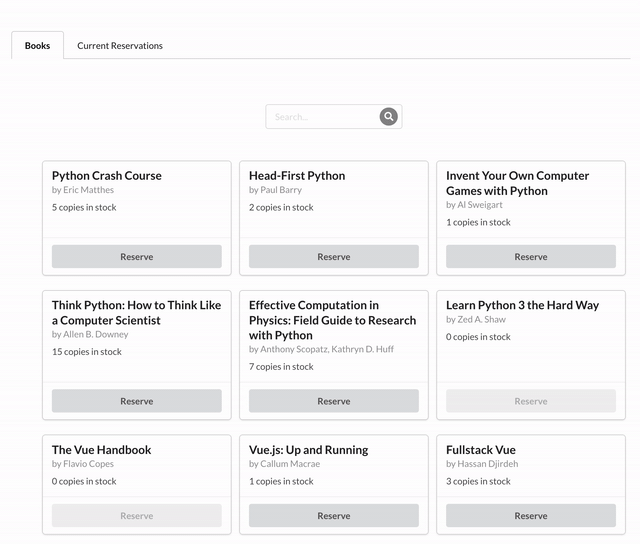 Books
Current Reservations
Search...
Python Crash Course
by Eric Matthes
5 copies in stock
Reserve
Head-First Python
by Paul Barry
2 copies in stock
Reserve
Invent Your Own Computer
Games with Python
by Al Sweigart
1 copies in stock
Reserve
Think Python: How to Think Like
a Computer Scientist
by Allen B. Downey
15 copies in stock
Reserve
Effective Computation in
Physics: Field Guide to Research
with Python
by Anthony Scopatz, Kathryn D. Huff
7 copies in stock
Reserve
Learn Python 3 the Hard Way
by Zed A. Shaw
0 copies in stock
Reserve
The Vue Handbook
by Flavio Copes
0 copies in stock
Reserve
Vue.js: Up and Running
by Callum Macrae
1 copies in stock
Reserve
Fullstack Vue
by Hassan Djirdeh
3 copies in stock
Reserve